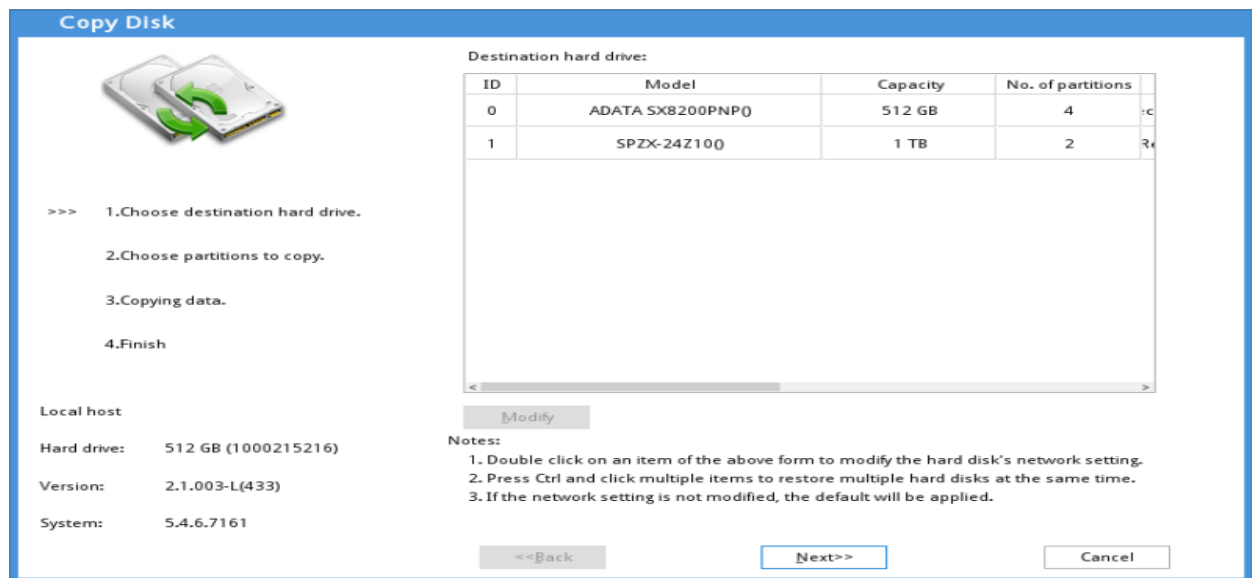 Copy Disk
Destination hard drive:
ID Model Capacity No. of partitions
0 ADATA SX8200PNP() 512 GB 4
1 SPZX-24Z10() 1 TB 2
>>> 1.Choose destination hard drive.
2.Choose partitions to copy.
3.Copying data.
4.Finish
Local host
Hard drive: 512 GB (1000215216)
Version: 2.1.003-L(433)
System: 5.4.6.7161
Modify
Notes:
1. Double click on an item of the above form to modify the hard disk's network setting.
2. Press Ctrl and click multiple items to restore multiple hard disks at the same time.
3. If the network setting is not modified, the default will be applied.
<<Back Next>> Cancel